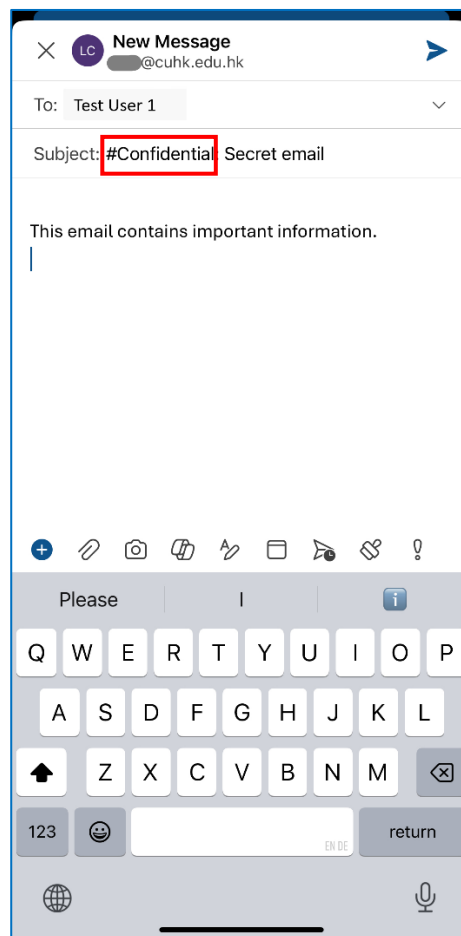 LC
New Message
@cuhk.edu.hk
To: Test User 1
Subject: #Confidential: Secret email
This email contains important information.
Please I
Q W E R T Y U I O P
A S D F G H J K L
Z X C V B N M
123 EN DE return